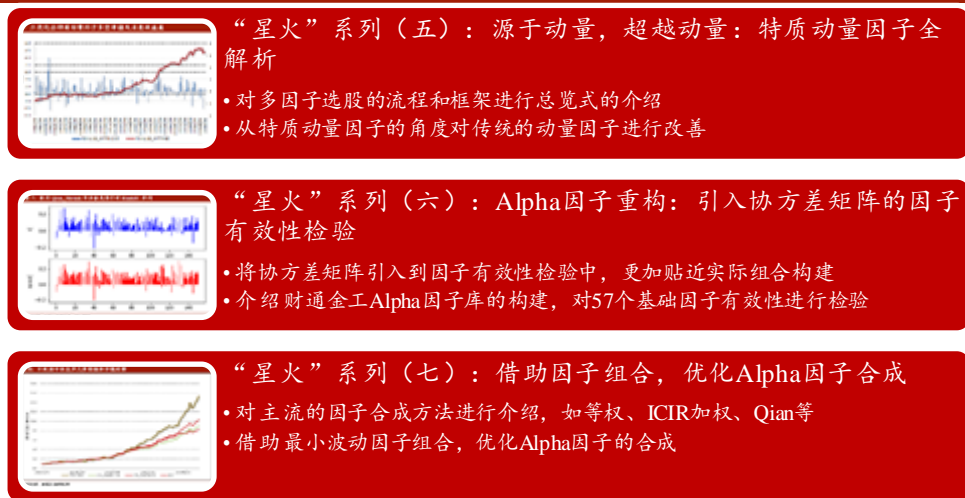 “星火”系列（五）：源于动量，超越动量：特质动量因子全
解析
•对多因子选股的流程和框架进行总览式的介绍
•从特质动量因子的角度对传统的动量因子进行改善
“星火”系列（六）：Alpha因子重构：引入协方差矩阵的因子
有效性检验
•将协方差矩阵引入到因子有效性检验中，更加贴近实际组合构建
•介绍财通金工Alpha因子库的构建，对57个基础因子有效性进行检验
“星火”系列（七）：借助因子组合，优化Alpha因子合成
•对主流的因子合成方法进行介绍，如等权、ICIR加权、Qian等
•借助最小波动因子组合，优化Alpha因子的合成